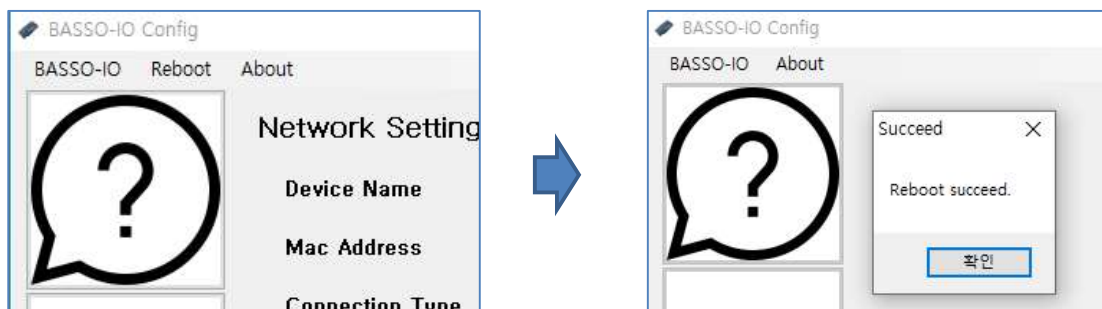 BASSO-IO Config
BASSO-IO Reboot About
Network Setting
Device Name
Mac Address
Connection Type
BASSO-IO Config
BASSO-IO About
Succeed
Reboot succeed.
확인